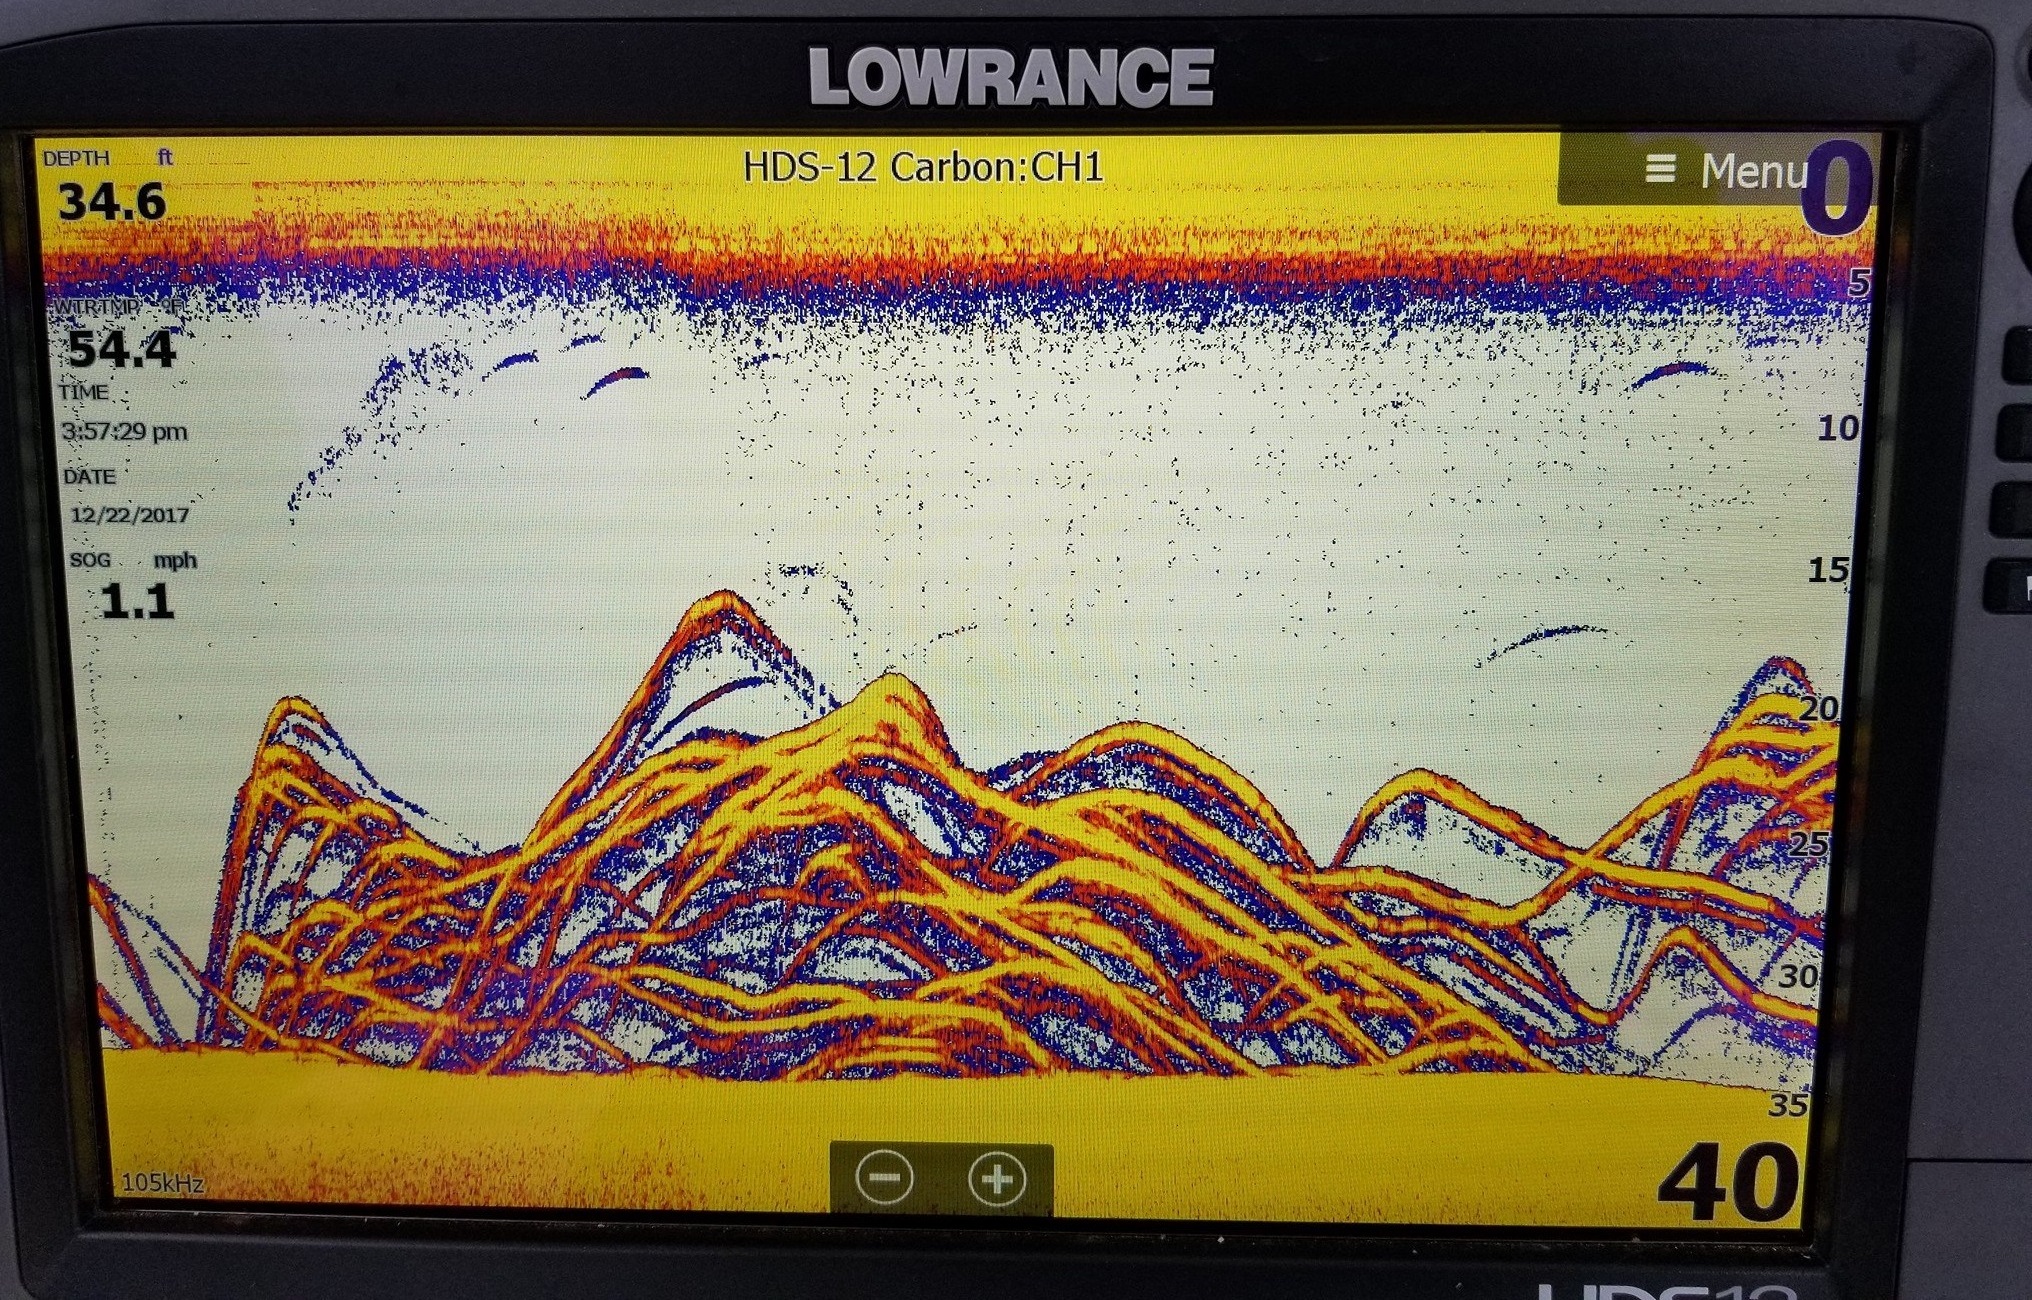 LOWRANCE
DEPTH ft
34.6
HDS-12 Carbon:CH1
Menu
0
5
WTRTMP °F
54.4
TIME
3:57:29 pm
10
DATE
12/22/2017
SOG mph
1.1
15
20
25
30
35
40
105kHz